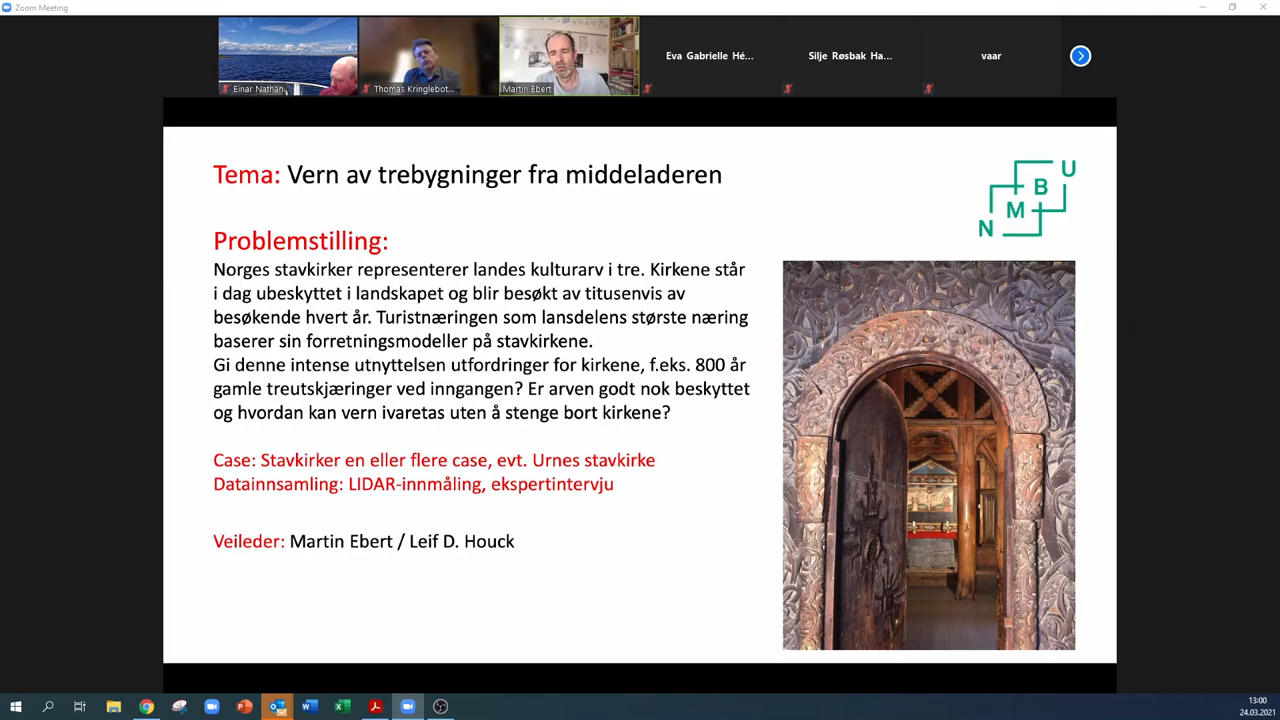 Zoom Meeting
Einar Nathan
Thomas Kringlebot...
Martin Ebert
Eva Gabrielle Hé...
Silje Røsbak Ha...
vaar
Tema: Vern av trebygninger fra middeladeren
U
B
M
N
Problemstilling:
Norges stavkirker representerer landes kulturarv i tre. Kirkene står
i dag ubeskyttet i landskapet og blir besøkt av titusenvis av
besøkende hvert år. Turistnæringen som lansdelens største næring
baserer sin forretningsmodeller på stavkirkene.
Gi denne intense utnyttelsen utfordringer for kirkene, f.eks. 800 år
gamle treutskjæringer ved inngangen? Er arven godt nok beskyttet
og hvordan kan vern ivaretas uten å stenge bort kirkene?
Case: Stavkirker en eller flere case, evt. Urnes stavkirke
Datainnsamling: LIDAR-innmåling, ekspertintervju
Veileder: Martin Ebert / Leif D. Houck
13:00
24.03.2021